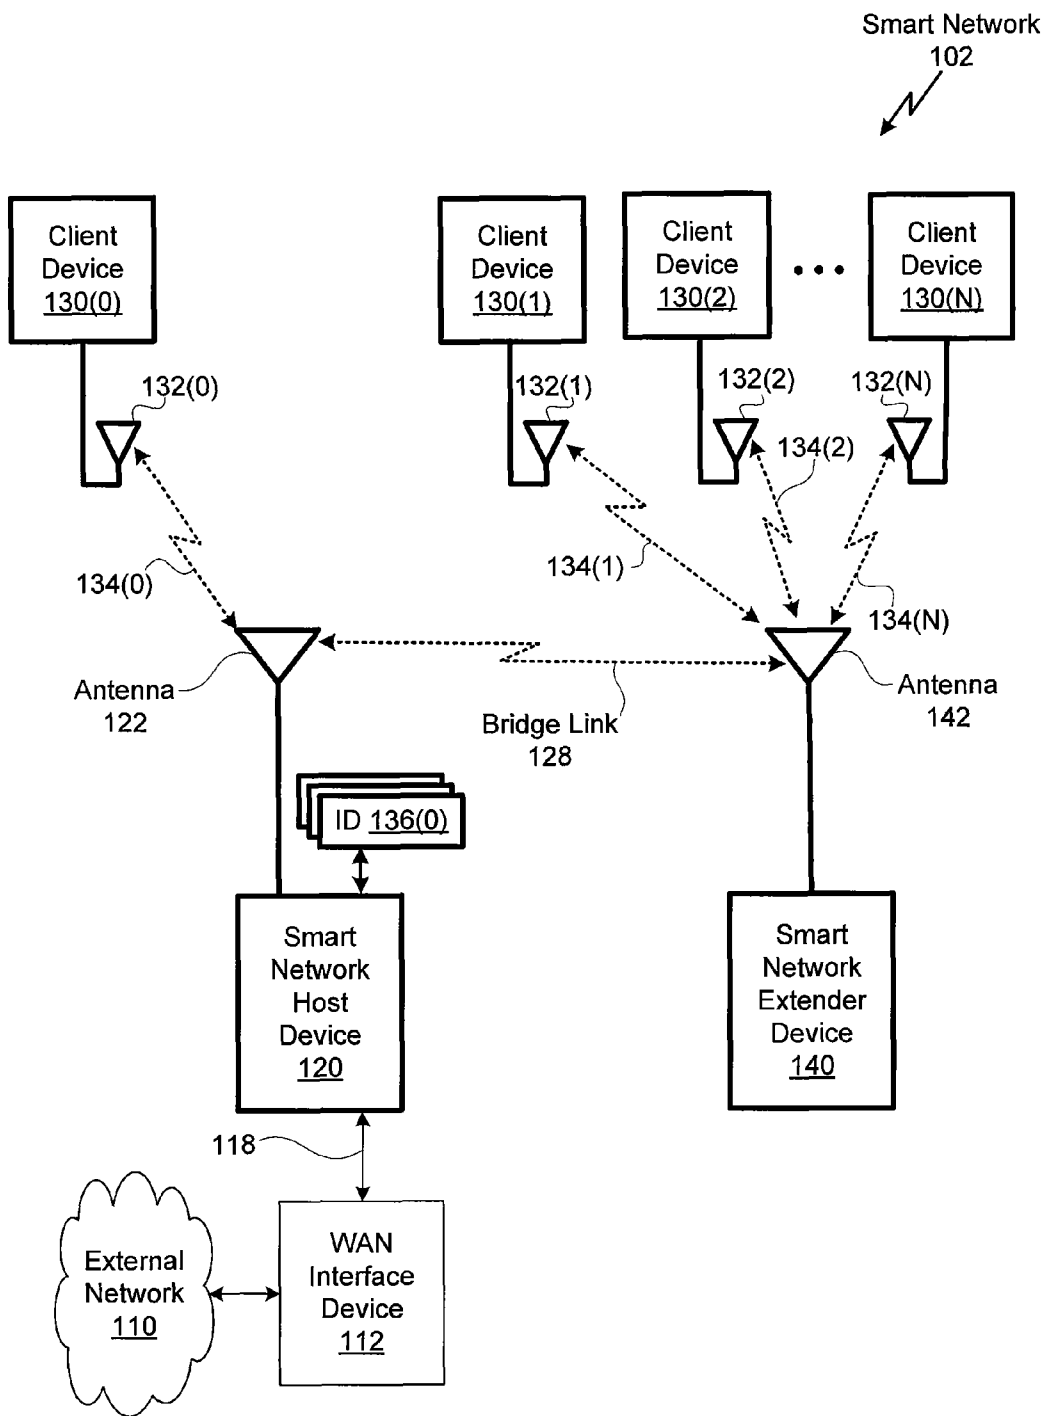 Smart Network
102
Client
Device
130(0)
Client
Device
130(1)
Client
Device
130(2)
Client
Device
130(N)
132(0)
132(1)
132(2)
132(N)
134(2)
134(0)
134(1)
134(N)
Antenna
122
Bridge Link
128
Antenna
142
ID 136(0)
Smart
Network
Host
Device
120
Smart
Network
Extender
Device
140
118
External
Network
110
WAN
Interface
Device
112